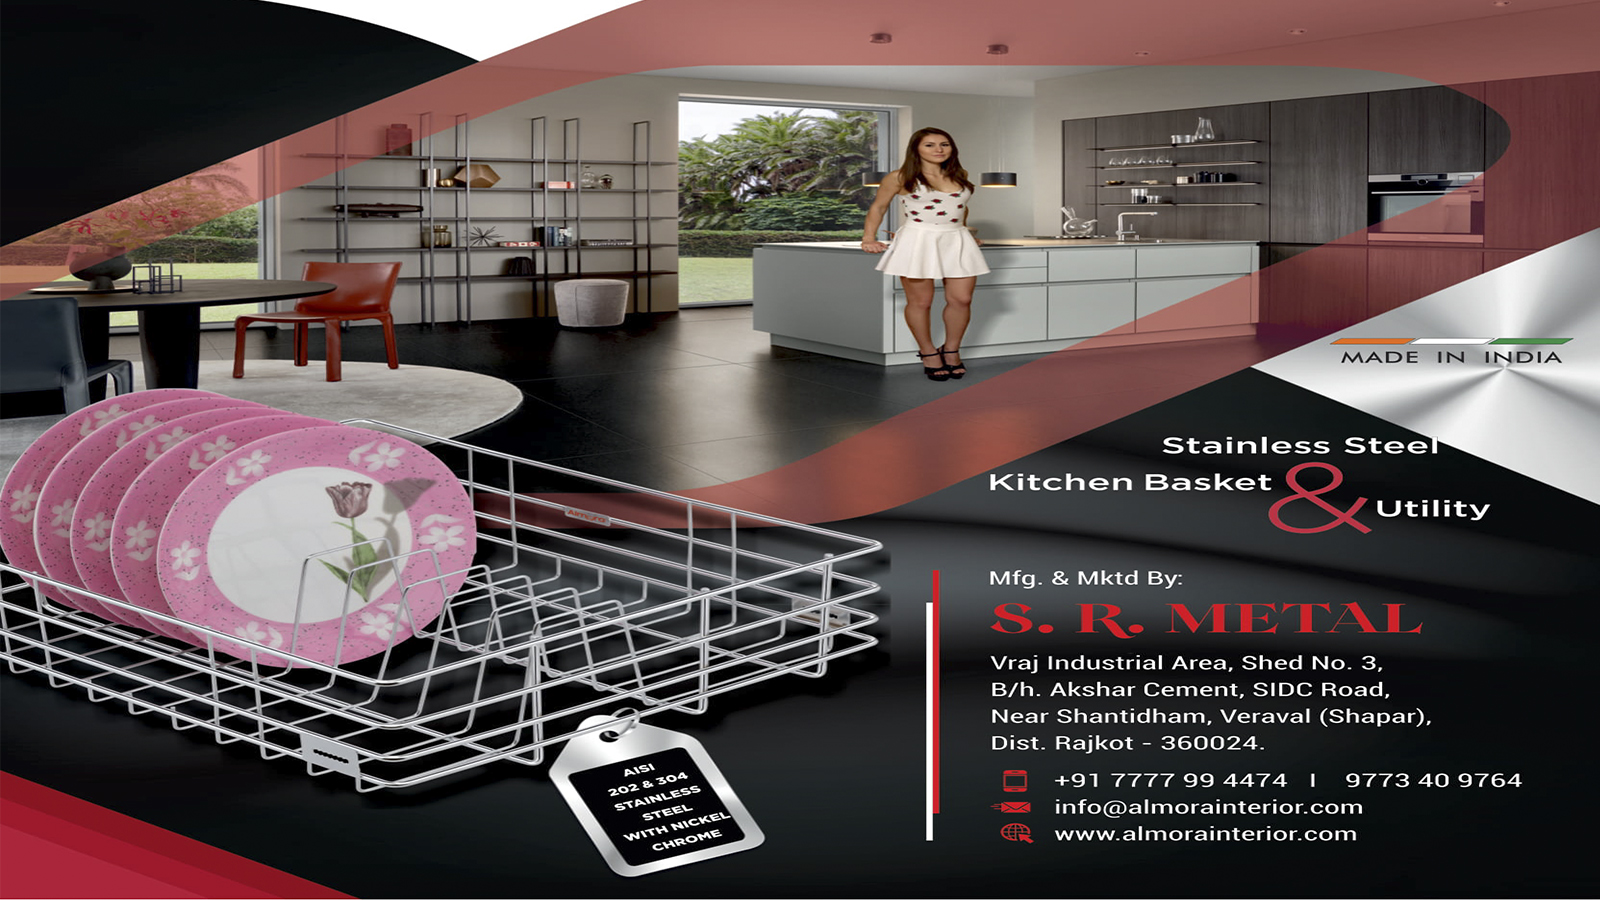 MADE IN INDIA
Stainless Steel
Kitchen Basket & Utility
Mfg. & Mktd By:
S. R. METAL
Vraj Industrial Area, Shed No. 3,
B/h. Akshar Cement, SIDC Road,
Near Shantidham, Veraval (Shapar),
Dist. Rajkot - 360024.
+91 7777 99 4474 I 9773 40 9764
info@almorainterior.com
www.almorainterior.com
AISI
202 & 304
STAINLESS
STEEL
WITH NICKEL
CHROME